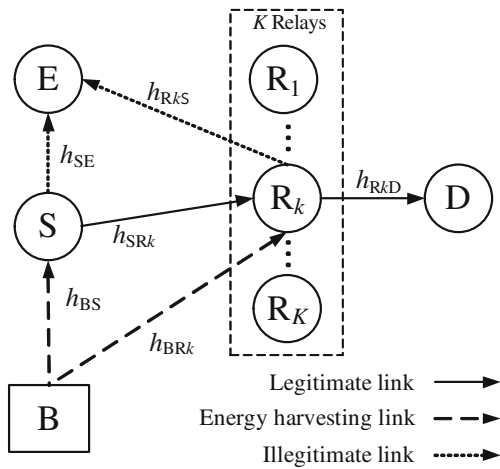 K Relays
E
R1
hRkS
hSE
Rk
hRkD
D
S
hSRk
hBS
RK
hBRk
B
Legitimate link
Energy harvesting link
Illegitimate link